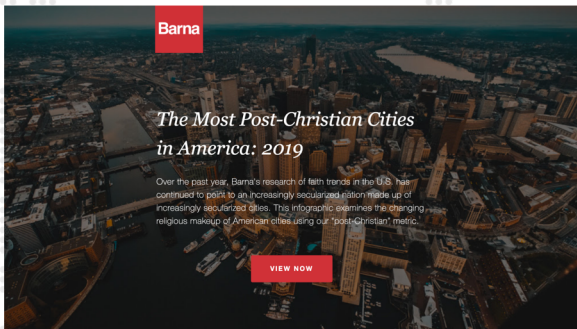 Barna
The Most Post-Christian Cities
in America: 2019
Over the past year, Barna's research of faith trends in the U.S. has
continued to point to an increasingly secularized nation made up of
increasingly secularized cities. This infographic examines the changing
religious makeup of American cities using our "post-Christian" metric.
VIEW NOW